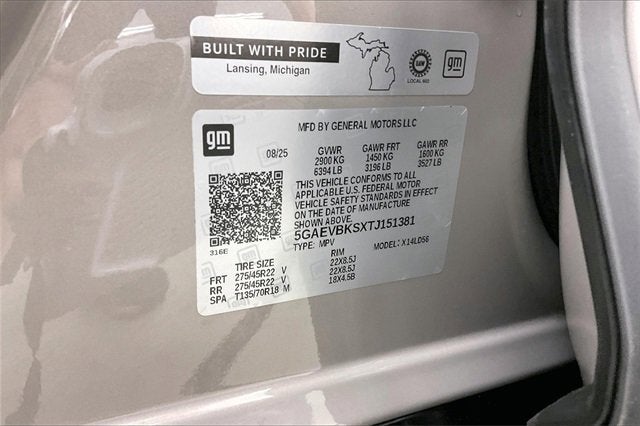 BUILT WITH PRIDE
Lansing, Michigan
UAW
LOCAL 602
gm
gm
MFD BY GENERAL MOTORS LLC
08/25 GVWR GAWR FRT GAWR RR
2900 KG 1450 KG 1600 KG
6394 LB 3196 LB 3527 LB
THIS VEHICLE CONFORMS TO ALL
APPLICABLE U.S. FEDERAL MOTOR
VEHICLE SAFETY STANDARDS IN EFFECT
ON THE DATE OF MANUFACTURE
SHOWN ABOVE.
5GAEVBKSXTJ151381
316E TYPE: MPV MODEL: X14LD56
TIRE SIZE RIM
FRT 275/45R22 V 22X8.5J
RR 275/45R22 V 22X8.5J
SPA T135/70R18 M 18X4.5B